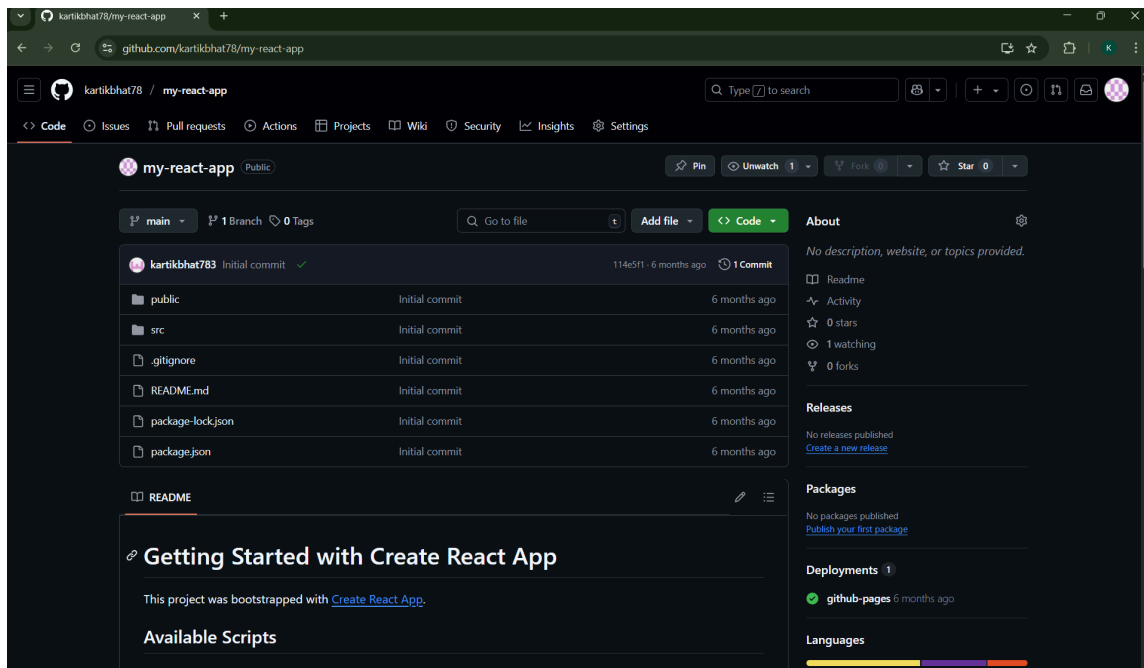 kartikbhat78/my-react-app
github.com/kartikbhat78/my-react-app
K
kartikbhat78 / my-react-app
Type / to search
Code Issues Pull requests Actions Projects Wiki Security Insights Settings
my-react-app Public
Pin Unwatch 1 Fork 0 Star 0
main 1 Branch 0 Tags
Go to file t
Add file Code
kartikbhat783 Initial commit 114e5f1 · 6 months ago 1 Commit
public Initial commit 6 months ago
src Initial commit 6 months ago
.gitignore Initial commit 6 months ago
README.md Initial commit 6 months ago
package-lock.json Initial commit 6 months ago
package.json Initial commit 6 months ago
README
Getting Started with Create React App
This project was bootstrapped with Create React App.
Available Scripts
About
No description, website, or topics provided.
Readme
Activity
0 stars
1 watching
0 forks
Releases
No releases published
Create a new release
Packages
No packages published
Publish your first package
Deployments 1
github-pages 6 months ago
Languages